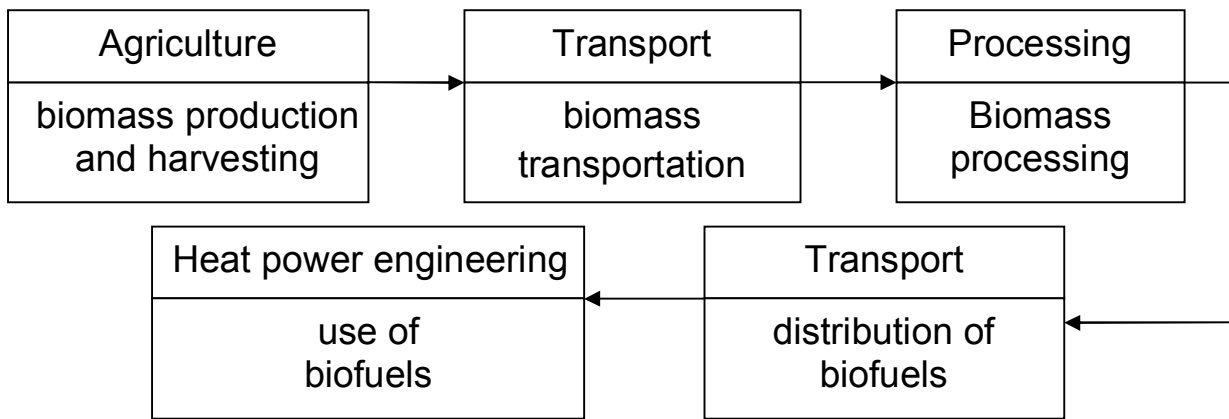 Agriculture
biomass production
and harvesting
Transport
biomass
transportation
Processing
Biomass
processing
Heat power engineering
use of
biofuels
Transport
distribution of
biofuels